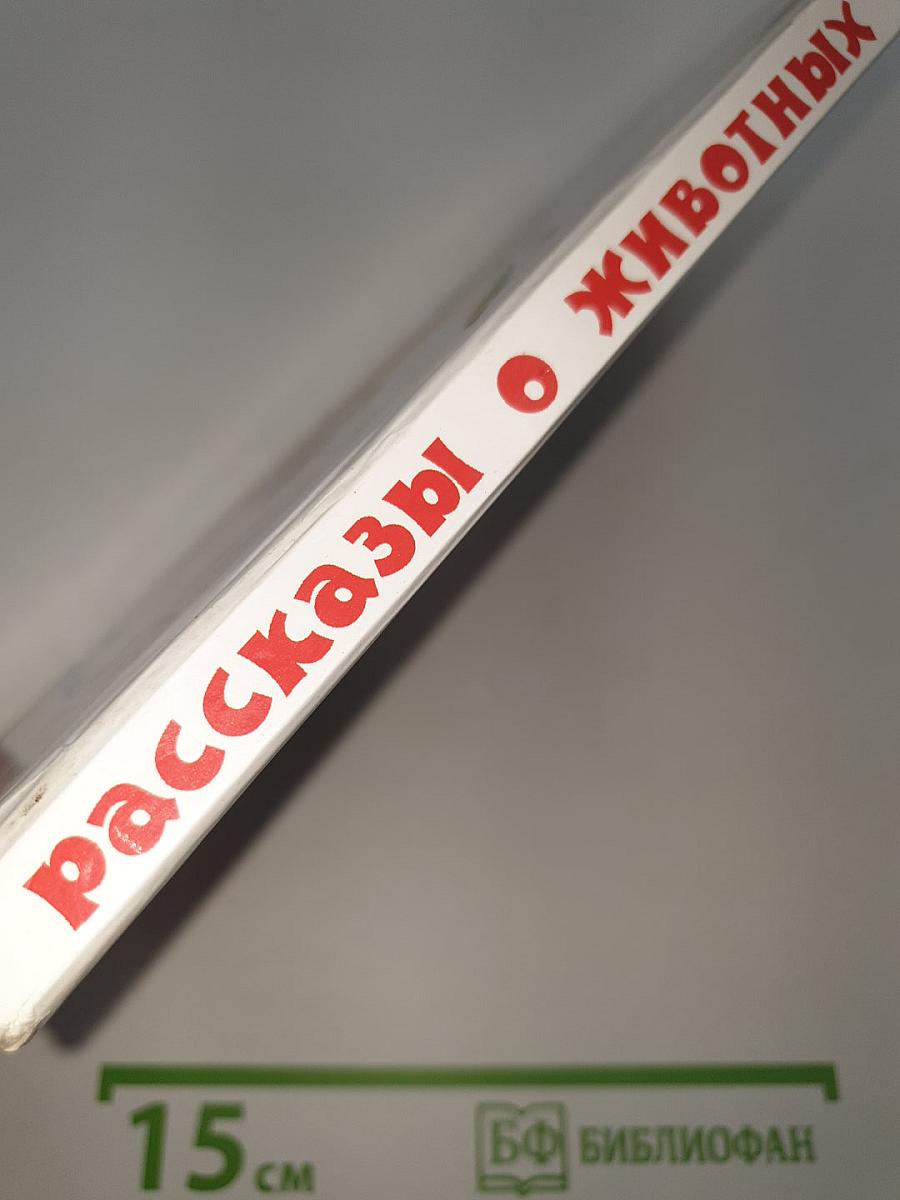 Рассказы о животных
15 см
БФ БИБЛИОФАН